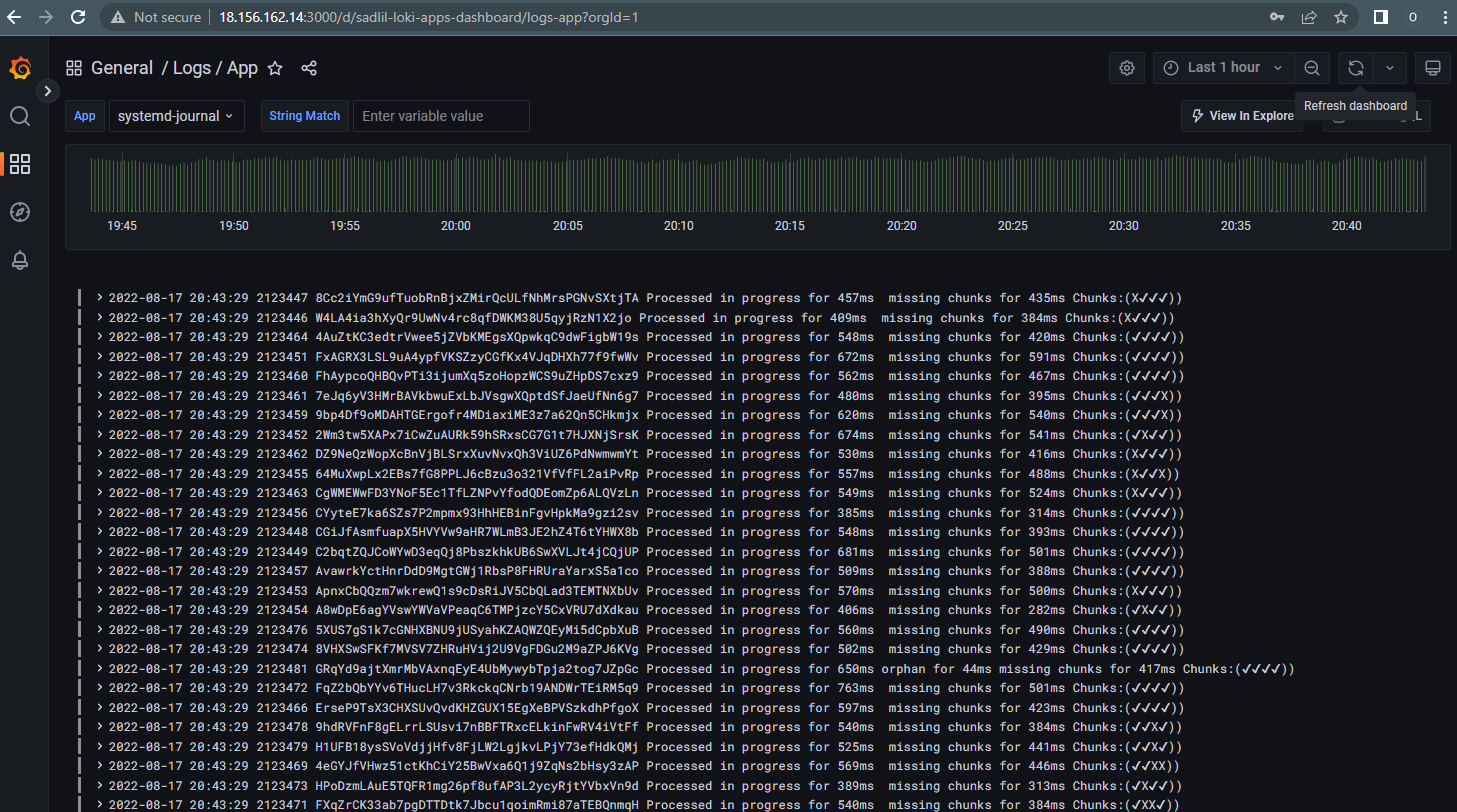 Not secure | 18.156.162.14:3000/d/sadlil-loki-apps-dashboard/logs-app?orgId=1
O
General / Logs / App
Last 1 hour
Refresh dashboard
App systemd-journal
String Match Enter variable value
View In Explore
L
19:45 19:50 19:55 20:00 20:05 20:10 20:15 20:20 20:25 20:30 20:35 20:40
2022-08-17 20:43:29 2123447 8Cc2iYmG9ufTuobRnBjxZMirQcULfNhMrsPGNvSXtjTA Processed in progress for 457ms  missing chunks for 435ms Chunks:(X✓✓✓))
2022-08-17 20:43:29 2123446 W4LA4ia3hXyQr9UwNv4rc8qfDWKM38U5qyjRzN1X2jo Processed in progress for 409ms  missing chunks for 384ms Chunks:(X✓✓✓))
2022-08-17 20:43:29 2123464 4AuZtKC3edtrVwee5jZVbKMEgsXQpwkqC9dwFigbW19s Processed in progress for 548ms  missing chunks for 420ms Chunks:(✓✓✓✓))
2022-08-17 20:43:29 2123451 FxAGRX3LSL9uA4ypfVKSZzyCGfKx4VJqDHXh77f9fwWv Processed in progress for 672ms  missing chunks for 591ms Chunks:(✓✓✓✓))
2022-08-17 20:43:29 2123460 FhAypcoQHBQvPTi3ijumXq5zoHopzWCS9uZHpDS7cxz9 Processed in progress for 562ms  missing chunks for 467ms Chunks:(✓✓✓✓))
2022-08-17 20:43:29 2123461 7eJq6yV3HMrBAVkbwuExLbJVsgwXQptdSfJaeUfNn6g7 Processed in progress for 480ms  missing chunks for 395ms Chunks:(✓✓✓X))
2022-08-17 20:43:29 2123459 9bp4Df9oMDAHTGErgofr4MDiaxiME3z7a62Qn5CHkmjx Processed in progress for 620ms  missing chunks for 540ms Chunks:(✓✓✓X))
2022-08-17 20:43:29 2123452 2Wm3tw5XAPx7iCwZuAURk59hSRxsCG7G1t7HJXNjSrsK Processed in progress for 674ms  missing chunks for 541ms Chunks:(✓X✓✓))
2022-08-17 20:43:29 2123462 DZ9NeQzWopXcBnVjBLSrxXuvNvxQh3ViUZ6PdNwmwmYt Processed in progress for 530ms  missing chunks for 416ms Chunks:(X✓✓✓))
2022-08-17 20:43:29 2123455 64MuXwpLx2EBs7fG8PPLJ6cBzu3o321VfVfFL2aiPvRp Processed in progress for 557ms  missing chunks for 488ms Chunks:(X✓✓X))
2022-08-17 20:43:29 2123463 CgWMEWwFD3YNoF5Ec1TfLZNPvYfodQDEomZp6ALQVzLn Processed in progress for 549ms  missing chunks for 524ms Chunks:(X✓✓✓))
2022-08-17 20:43:29 2123456 CYyteE7ka6SZs7P2mpmx93HhHEBinFgvHpkMa9gzi2sv Processed in progress for 385ms  missing chunks for 314ms Chunks:(✓✓✓✓))
2022-08-17 20:43:29 2123448 CGiJfAsmfuapX5HVYVw9aHR7WLmB3JE2hZ4T6tYHWX8b Processed in progress for 548ms  missing chunks for 393ms Chunks:(✓✓✓✓))
2022-08-17 20:43:29 2123449 C2bqtZQJCoWYwD3eqQj8PbszkhkUB6SwXVLJt4jCQjUP Processed in progress for 681ms  missing chunks for 501ms Chunks:(✓✓✓✓))
2022-08-17 20:43:29 2123457 AvawrkYctHnrDdD9MgtGWj1RbsP8FHRUraYarxS5a1co Processed in progress for 509ms  missing chunks for 388ms Chunks:(✓✓✓✓))
2022-08-17 20:43:29 2123453 ApnxCbQQzm7wkrewQ1s9cDsRiJV5CbQLad3TEMTNXbUv Processed in progress for 570ms  missing chunks for 500ms Chunks:(X✓✓✓))
2022-08-17 20:43:29 2123454 A8wDpE6agYVswYWVaVPeaqC6TMPjzcY5CxVRU7dXdkau Processed in progress for 406ms  missing chunks for 282ms Chunks:(✓X✓✓))
2022-08-17 20:43:29 2123476 5XUS7gS1k7cGNHXBNU9jUSyahKZAQWZQEyMi5dCpbXuB Processed in progress for 560ms  missing chunks for 490ms Chunks:(✓✓✓✓))
2022-08-17 20:43:29 2123474 8VHXSwSFKf7MVSV7ZHRuHVij2U9VgFDGu2M9aZPJ6KVg Processed in progress for 502ms  missing chunks for 429ms Chunks:(✓✓✓✓))
2022-08-17 20:43:29 2123481 GRqYd9ajtXmrMbVAxnqEyE4UbMywybTpja2tog7JZpGc Processed in progress for 650ms orphan for 44ms missing chunks for 417ms Chunks:(✓✓✓✓))
2022-08-17 20:43:29 2123472 FqZ2bQbYYv6THucLH7v3RkckqCNrb19ANDWrTEiRM5q9 Processed in progress for 763ms  missing chunks for 501ms Chunks:(✓✓✓✓))
2022-08-17 20:43:29 2123466 ErseP9TsX3CHXSUvQvdKHZGUX15EgXeBPVSzkdhPfgoX Processed in progress for 597ms  missing chunks for 423ms Chunks:(✓✓✓✓))
2022-08-17 20:43:29 2123478 9hdRVFnF8gELrrLSUsvi7nBBFTRxcELkinFwRV4iVtFf Processed in progress for 540ms  missing chunks for 384ms Chunks:(✓✓X✓))
2022-08-17 20:43:29 2123479 H1UFB18ysSVoVdjjHfv8FjLW2LgjkvLPjY73efHdkQMj Processed in progress for 525ms  missing chunks for 441ms Chunks:(✓✓X✓))
2022-08-17 20:43:29 2123469 4eGYJfVHwz51ctKhCiY25BwVxa6Q1j9ZqNs2bHsy3zAP Processed in progress for 569ms  missing chunks for 446ms Chunks:(✓✓XX))
2022-08-17 20:43:29 2123473 HPoDzmLAuE5TQFR1mg26pf8ufAP3L2ycyRjtYVbxVn9d Processed in progress for 389ms  missing chunks for 313ms Chunks:(✓X✓✓))
2022-08-17 20:43:29 2123471 FXqZrCK33ab7pgDTTDtk7Jbcu1qoimRmi87aTEBQnmqH Processed in progress for 540ms  missing chunks for 384ms Chunks:(✓XX✓))